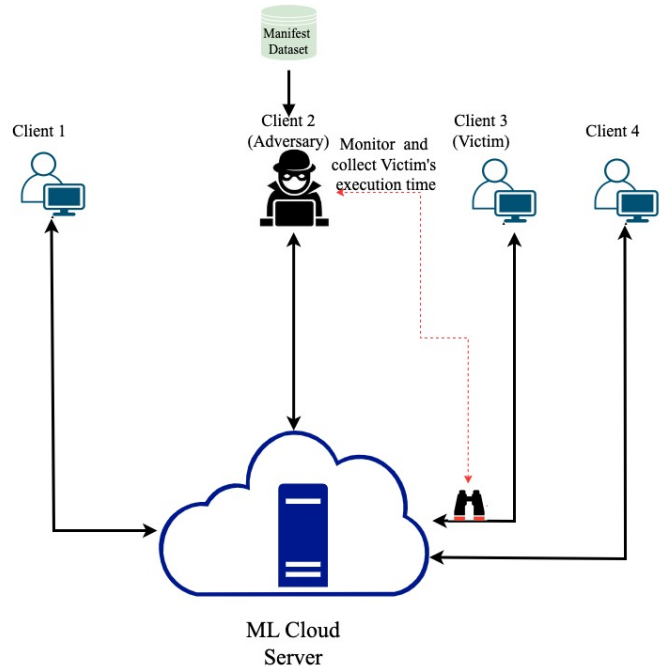 Manifest
Dataset
Client 1
Client 2
(Adversary)
Monitor and
collect Victim's
execution time
Client 3
(Victim)
Client 4
ML Cloud
Server